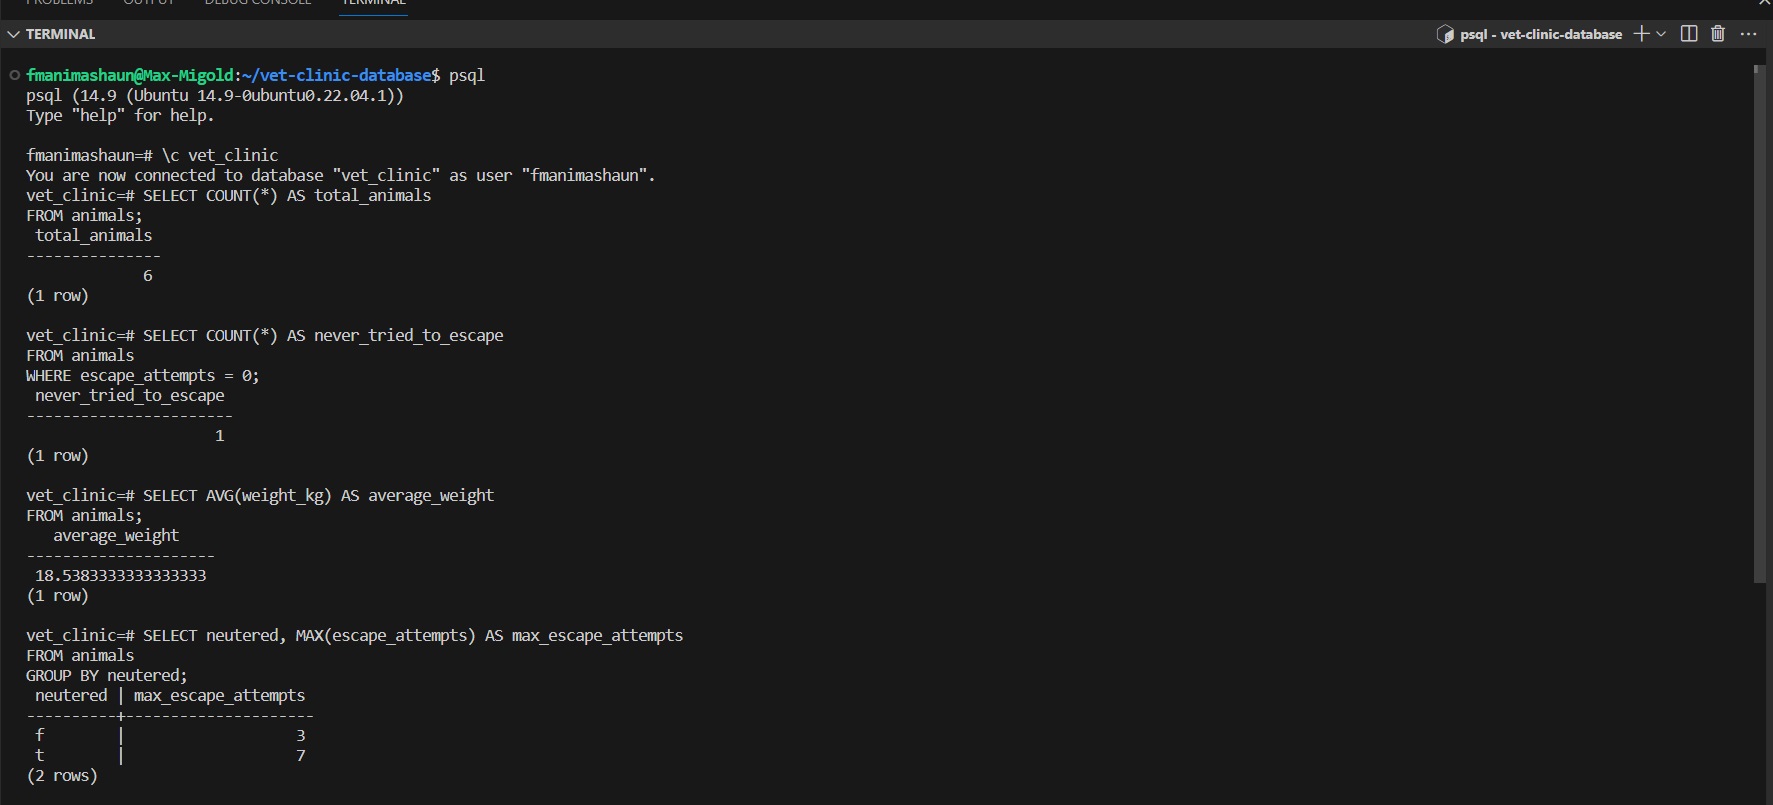 PROBLEMS OUTPUT DEBUG CONSOLE TERMINAL
TERMINAL
psql - vet-clinic-database
fmanimashaun@Max-Migold:~/vet-clinic-database$ psql
psql (14.9 (Ubuntu 14.9-0ubuntu0.22.04.1))
Type "help" for help.
fmanimashaun=# \c vet_clinic
You are now connected to database "vet_clinic" as user "fmanimashaun".
vet_clinic=# SELECT COUNT(*) AS total_animals
FROM animals;
total_animals
---------------
6
(1 row)
vet_clinic=# SELECT COUNT(*) AS never_tried_to_escape
FROM animals
WHERE escape_attempts = 0;
never_tried_to_escape
-----------------------
1
(1 row)
vet_clinic=# SELECT AVG(weight_kg) AS average_weight
FROM animals;
average_weight
---------------------
18.5383333333333333
(1 row)
vet_clinic=# SELECT neutered, MAX(escape_attempts) AS max_escape_attempts
FROM animals
GROUP BY neutered;
neutered | max_escape_attempts
----------+---------------------
f | 3
t | 7
(2 rows)